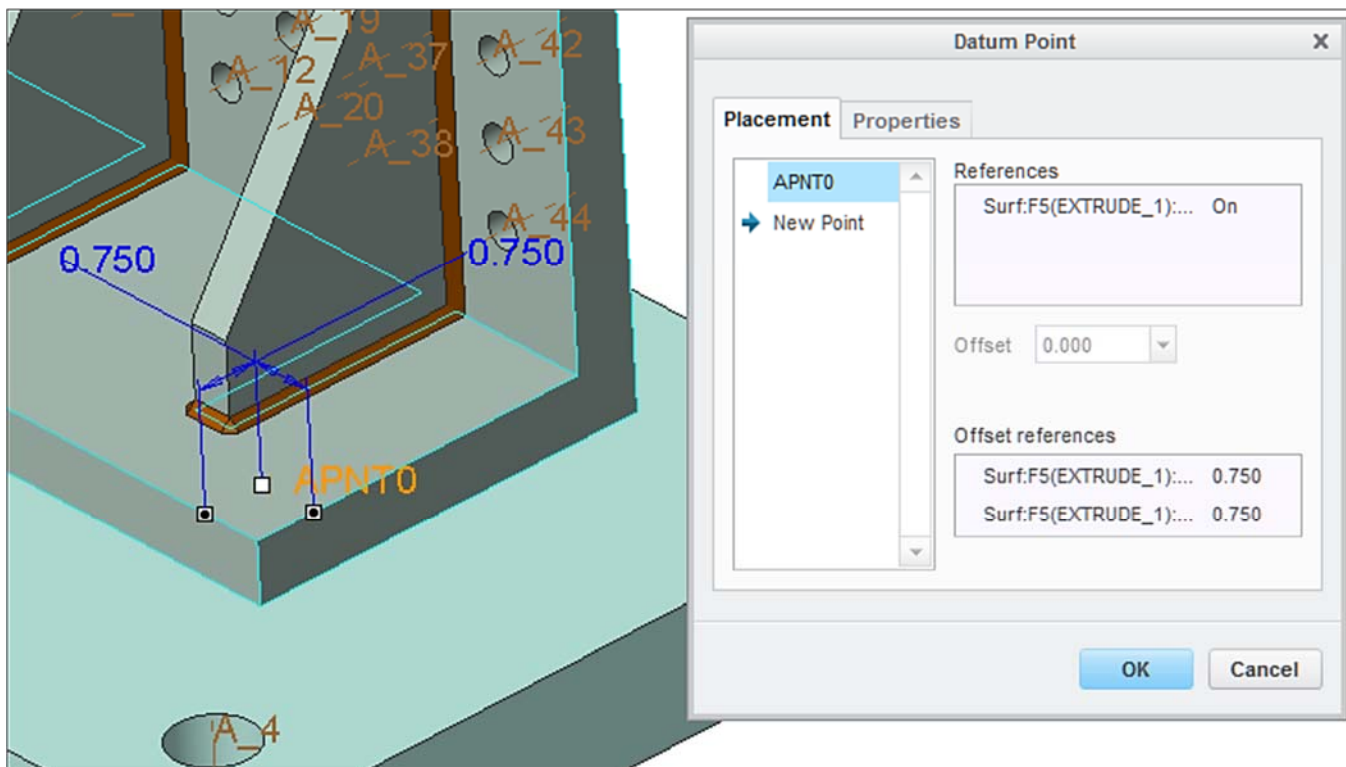 A_19
A_12
A_37
A_42
A_20
A_38
A_43
A_44
0.750
0.750
APNT0
A_4
Datum Point
Placement
Properties
APNT0
New Point
References
Surf:F5(EXTRUDE_1):... On
Offset 0.000
Offset references
Surf:F5(EXTRUDE_1):... 0.750
Surf:F5(EXTRUDE_1):... 0.750
OK
Cancel